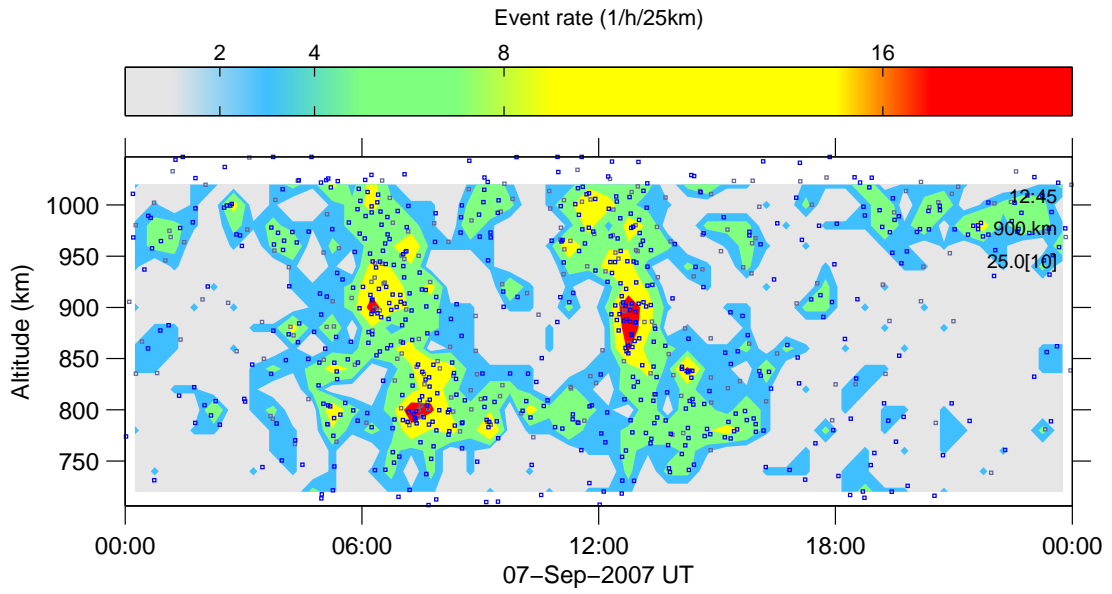 Event rate (1/h/25km)
2 4 8 16
Altitude (km)
1000
950
900
850
800
750
12:45
900 km
25.0[10]
00:00 06:00 12:00 18:00 00:00
07−Sep−2007 UT